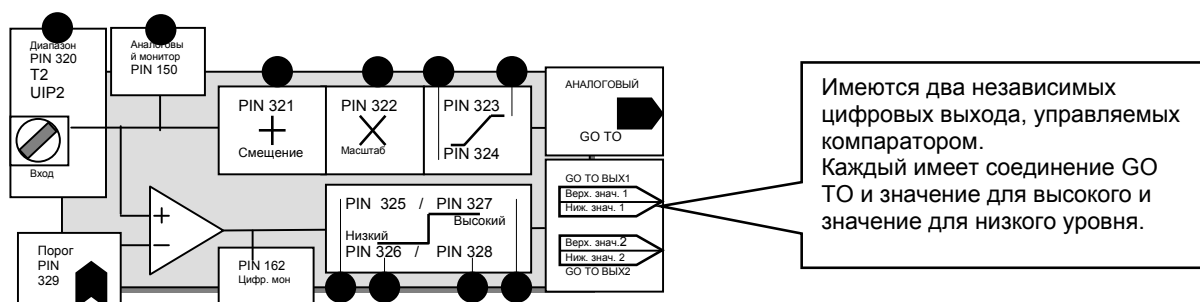 Диапазон
PIN 320
T2
UIP2
Вход
Аналоговы
й монитор
PIN 150
PIN 321
Смещение
PIN 322
Масштаб
PIN 323
PIN 324
АНАЛОГОВЫЙ
GO TO
PIN 325 / PIN 327
Низкий
Высокий
PIN 326 / PIN 328
GO TO ВЫХ1
Верх. знач. 1
Ниж. знач. 1
Верх. знач.2
Ниж. знач. 2
GO TO ВЫХ2
Порог
PIN
329
PIN 162
Цифр. мон
Имеются два независимых
цифровых выхода, управляемых
компаратором.
Каждый имеет соединение GO
TO и значение для высокого и
значение для низкого уровня.